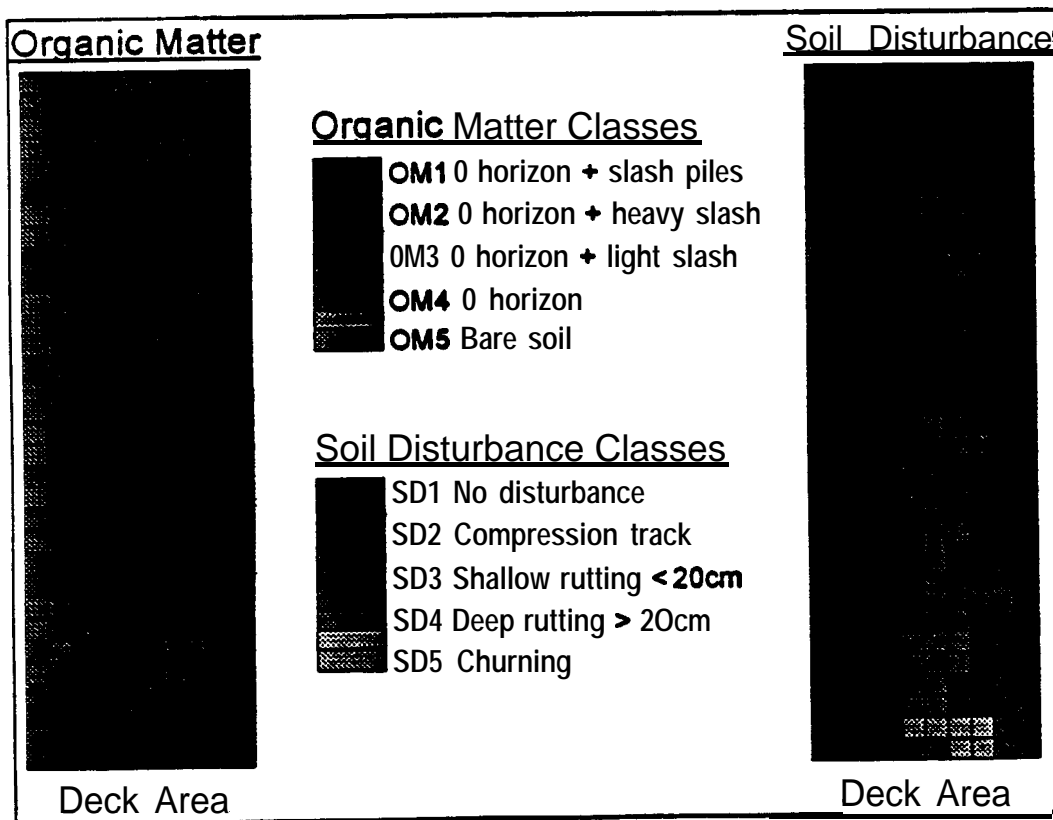 Organic Matter
Soil Disturbance
Organic Matter Classes
OM1 0 horizon + slash piles
OM2 0 horizon + heavy slash
0M3 0 horizon + light slash
OM4 0 horizon
OM5 Bare soil
Soil Disturbance Classes
SD1 No disturbance
SD2 Compression track
SD3 Shallow rutting <20cm
SD4 Deep rutting > 2Ocm
SD5 Churning
Deck Area
Deck Area